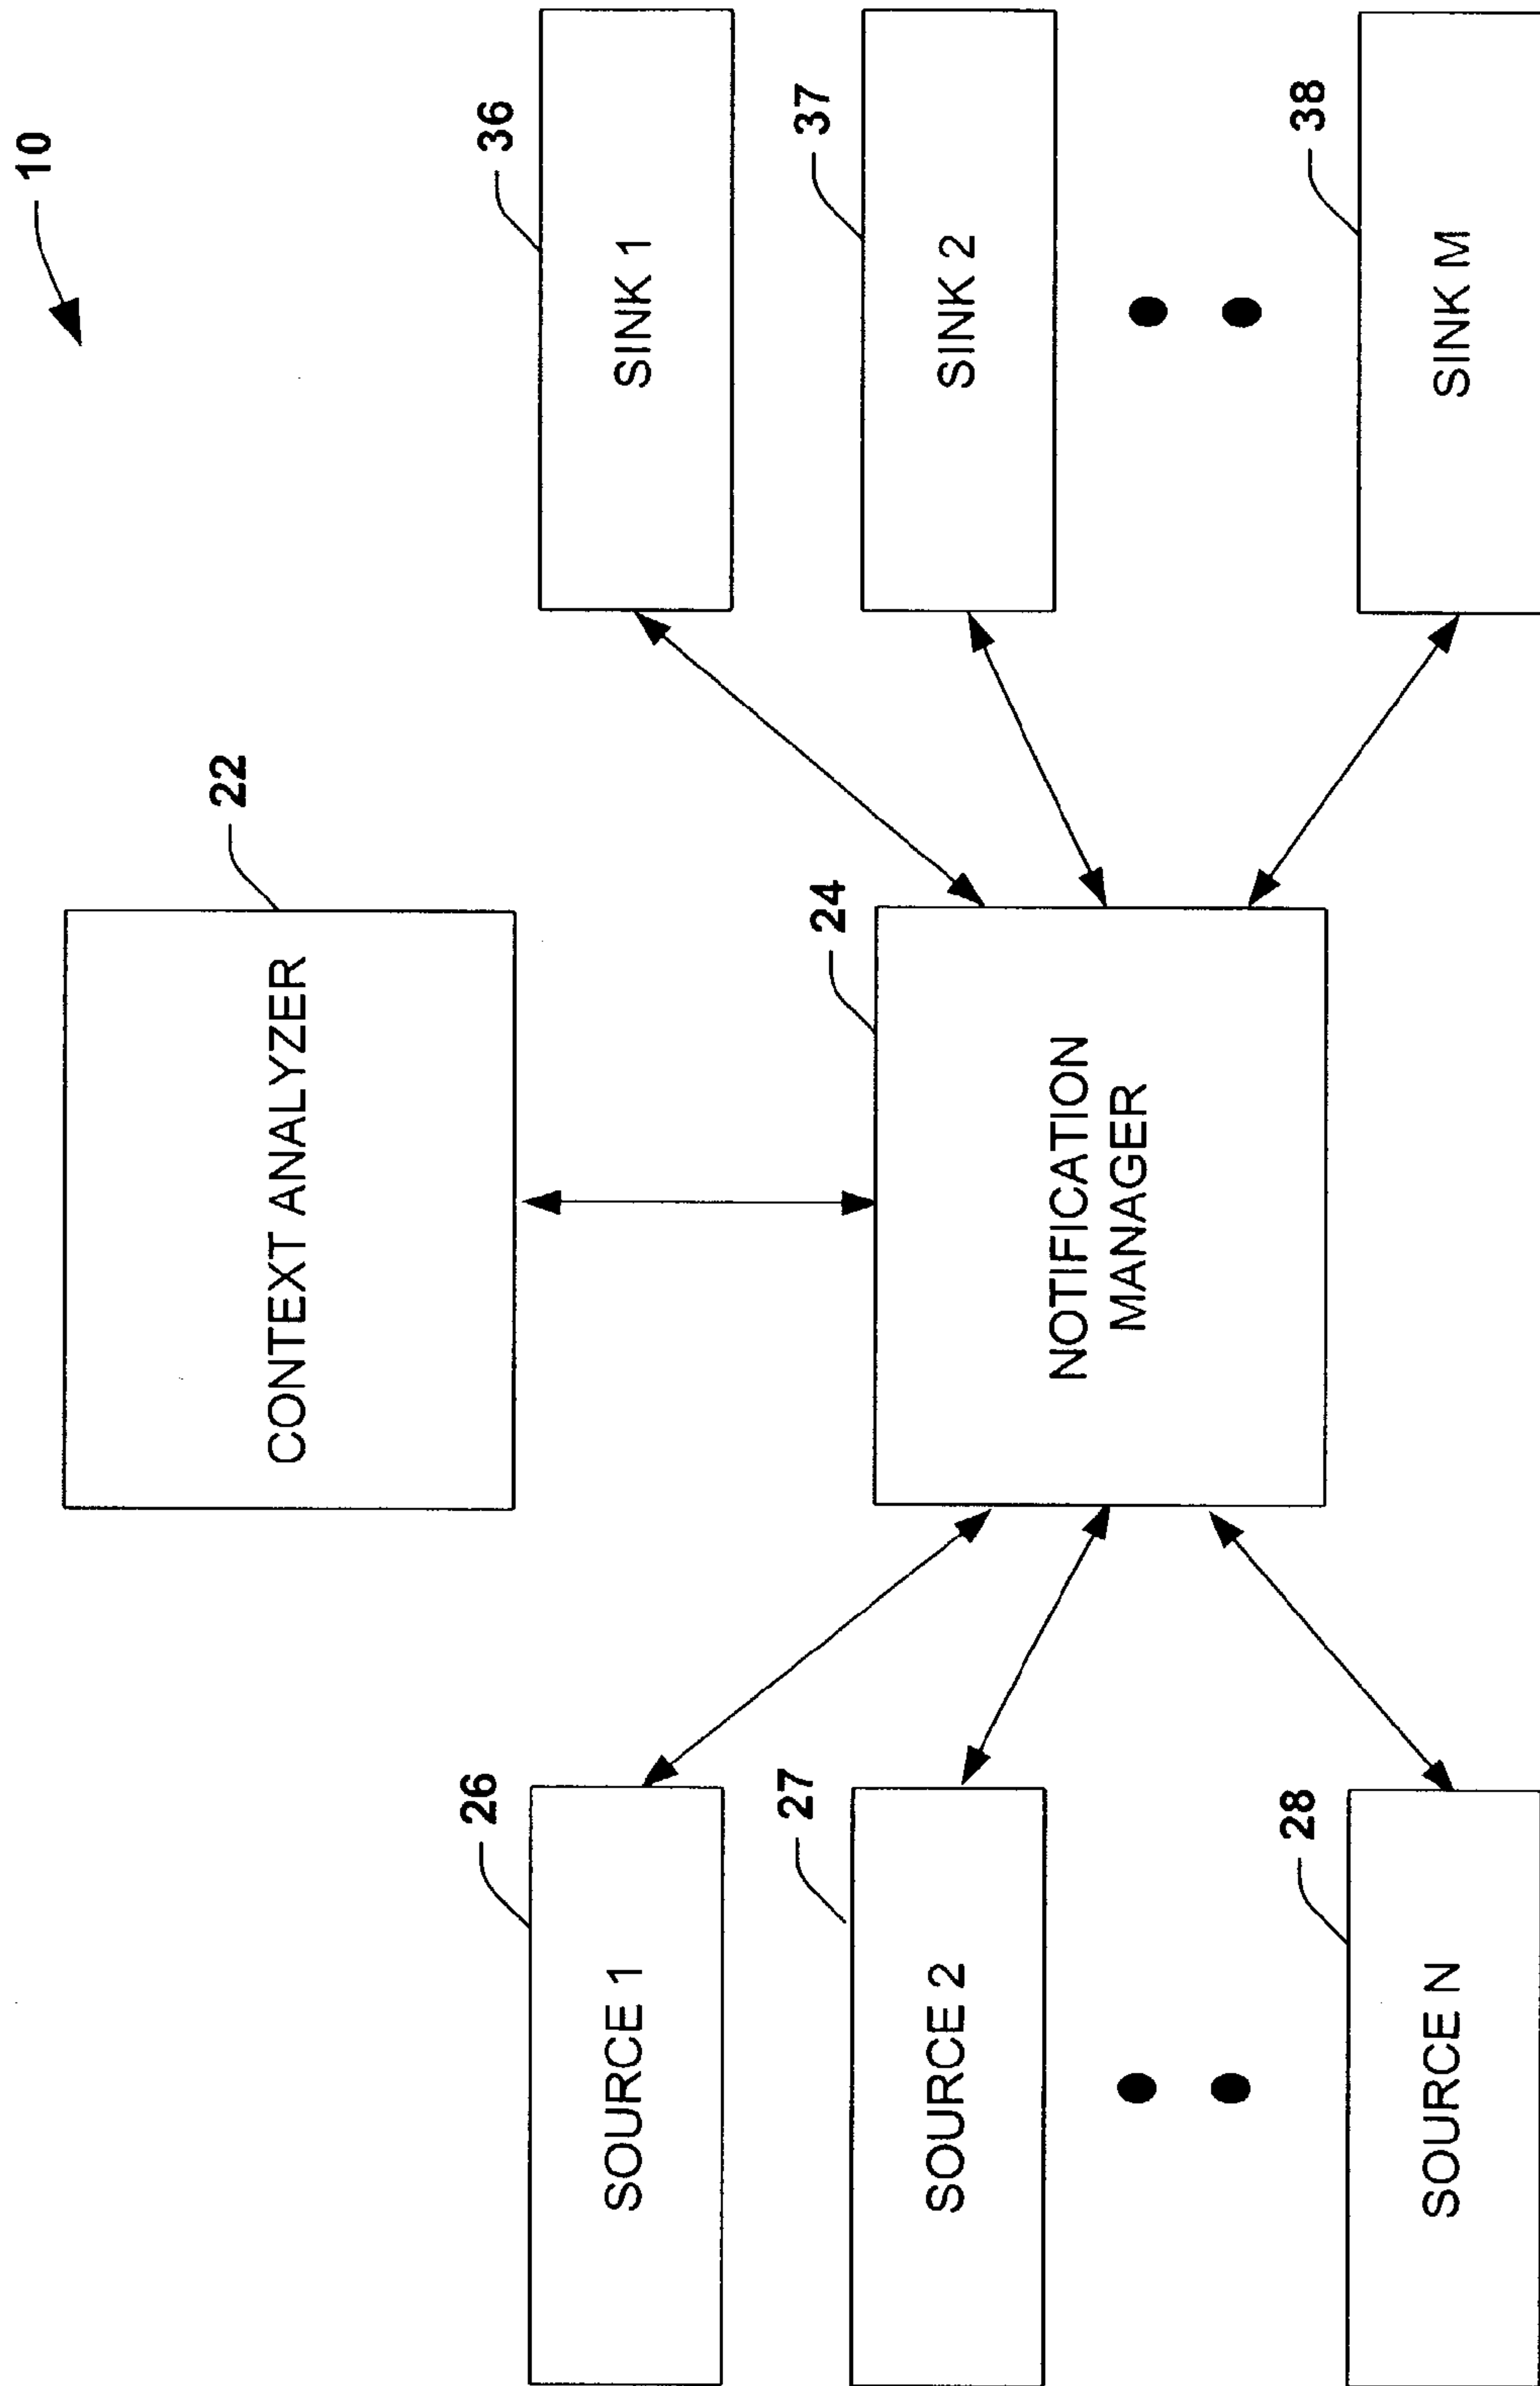 10
22
CONTEXT ANALYZER
24
NOTIFICATION
MANAGER
26
SOURCE 1
27
SOURCE 2
28
SOURCE N
36
SINK 1
37
SINK 2
38
SINK M